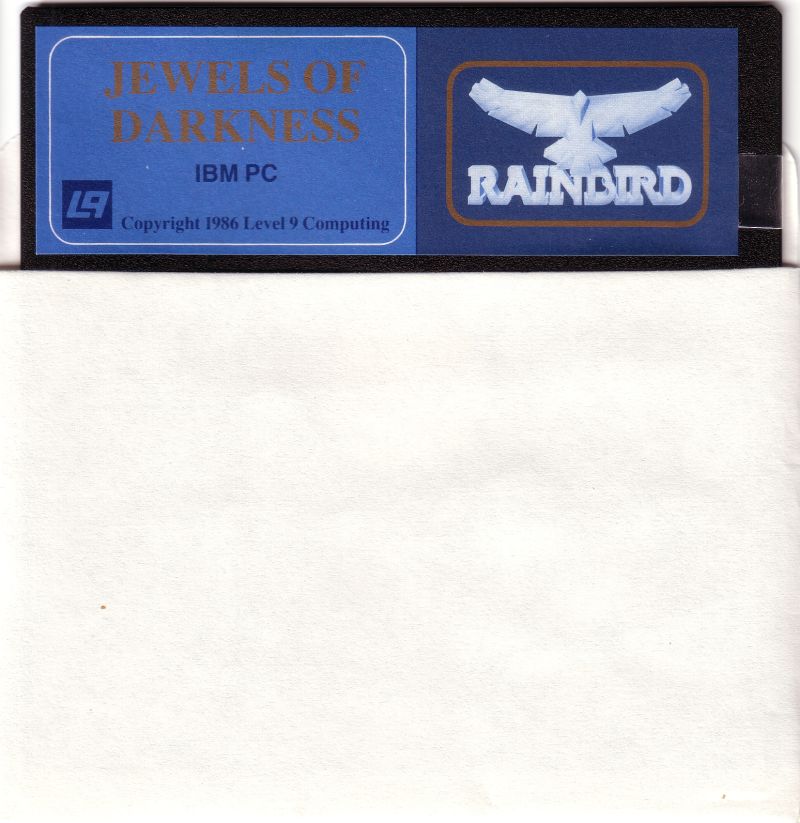 JEWELS OF
DARKNESS
IBM PC
L9
Copyright 1986 Level 9 Computing
RAINBIRD